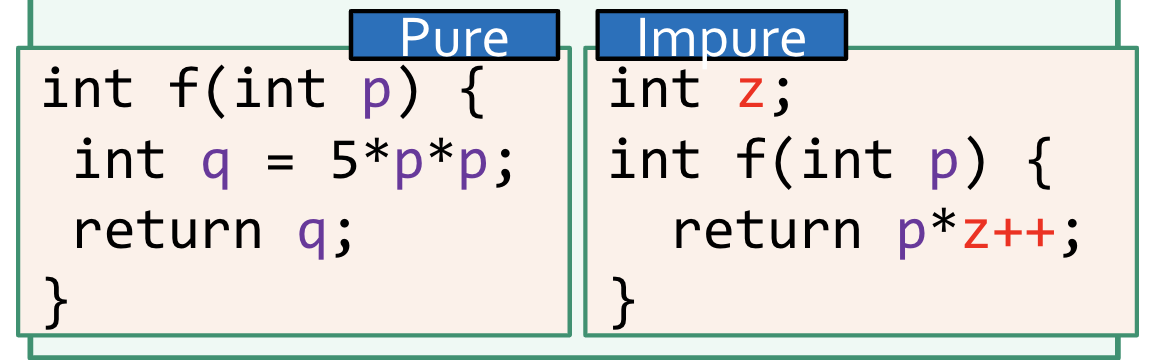 Pure
int f(int p) {
 int q = 5*p*p;
 return q;
}
Impure
int z;
int f(int p) {
  return p*z++;
}